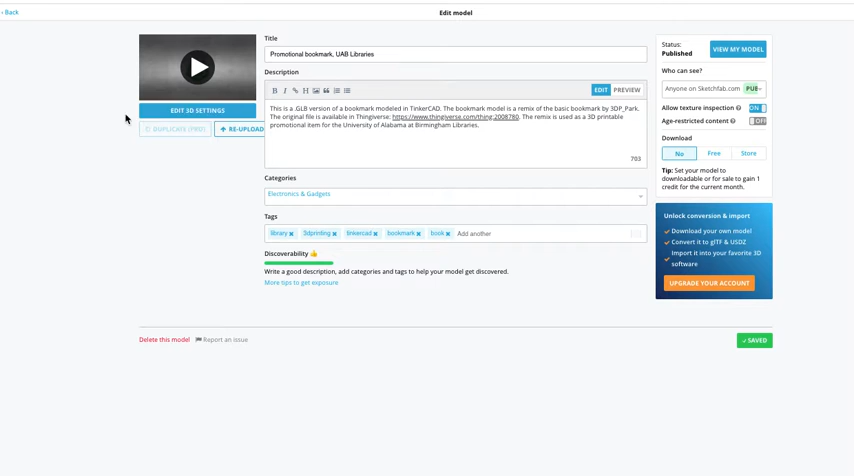 ‹ Back
Edit model
EDIT 3D SETTINGS
DUPLICATE (PRO)
RE-UPLOAD
Title
Promotional bookmark, UAB Libraries
Description
B I H
EDIT PREVIEW
This is a .GLB version of a bookmark modeled in TinkerCAD. The bookmark model is a remix of the basic bookmark by 3DP_Park.
The original file is available in Thingiverse: https://www.thingiverse.com/thing:2008780. The remix is used as a 3D printable
promotional item for the University of Alabama at Birmingham Libraries.
703
Categories
Electronics & Gadgets
Tags
library × 3dprinting × tinkercad × bookmark × book × Add another
Discoverability 👍
Write a good description, add categories and tags to help your model get discovered.
More tips to get exposure
Delete this model
Report an issue
✓ SAVED
Status:
Published
VIEW MY MODEL
Who can see?
Anyone on Sketchfab.com PUB
Allow texture inspection ON
Age-restricted content OFF
Download
No Free Store
Tip: Set your model to
downloadable or for sale to gain 1
credit for the current month.
Unlock conversion & import
Download your own model
Convert it to glTF & USDZ
Import it into your favorite 3D
software
UPGRADE YOUR ACCOUNT